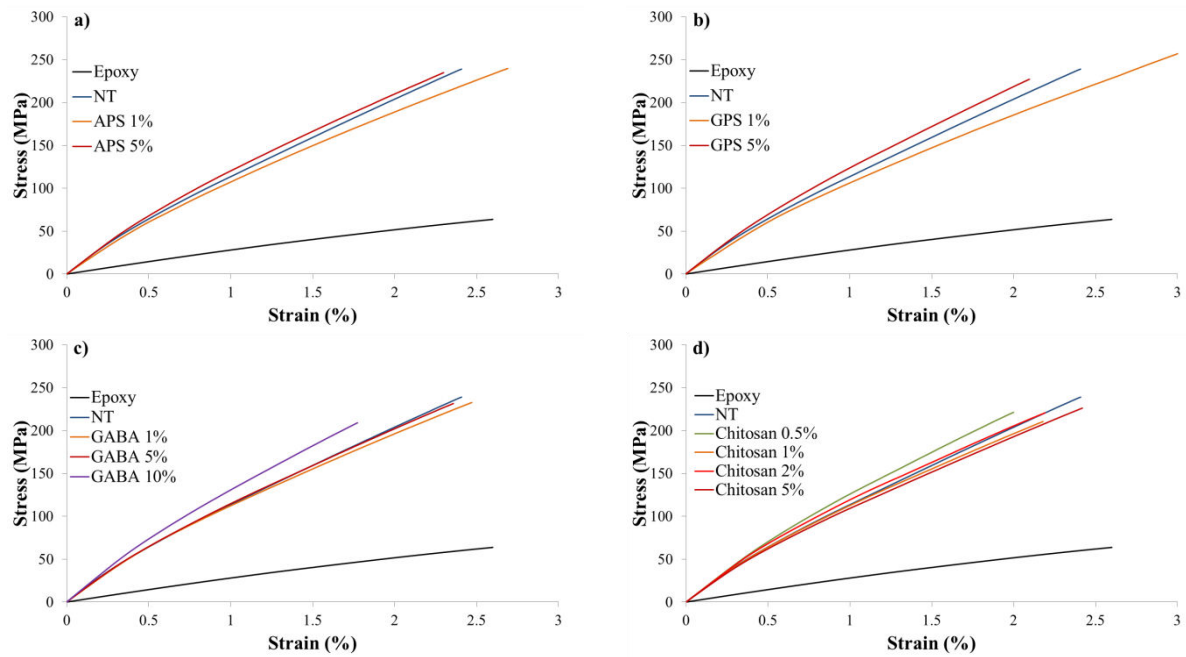 a)
300
250
200
150
100
50
0
Stress (MPa)
Epoxy
NT
APS 1%
APS 5%
0 0.5 1 1.5 2 2.5 3
Strain (%)
b)
300
250
200
150
100
50
0
Stress (MPa)
Epoxy
NT
GPS 1%
GPS 5%
0 0.5 1 1.5 2 2.5 3
Strain (%)
c)
300
250
200
150
100
50
0
Stress (MPa)
Epoxy
NT
GABA 1%
GABA 5%
GABA 10%
0 0.5 1 1.5 2 2.5 3
Strain (%)
d)
300
250
200
150
100
50
0
Stress (MPa)
Epoxy
NT
Chitosan 0.5%
Chitosan 1%
Chitosan 2%
Chitosan 5%
0 0.5 1 1.5 2 2.5 3
Strain (%)